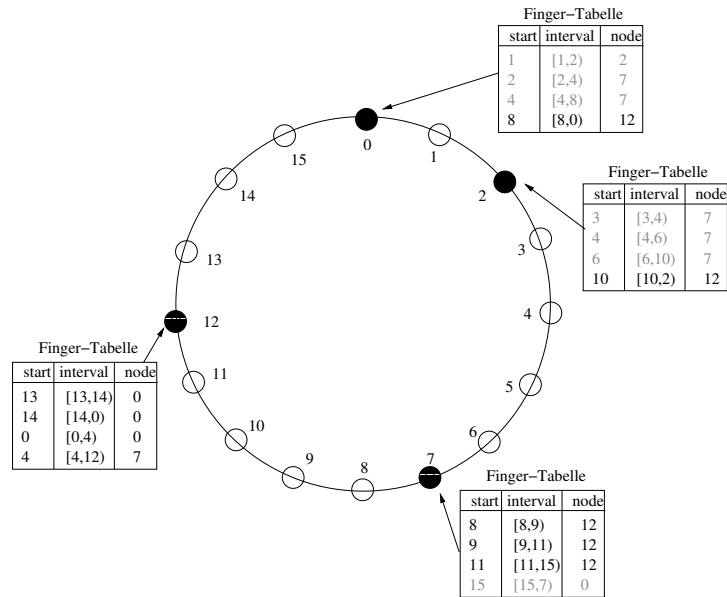 Finger–Tabelle
start interval node
1 [1,2) 2
2 [2,4) 7
4 [4,8) 7
8 [8,0) 12
0
1
15
14
2
Finger–Tabelle
start interval node
3 [3,4) 7
4 [4,6) 7
6 [6,10) 7
10 [10,2) 12
3
13
4
12
Finger–Tabelle
start interval node
13 [13,14) 0
14 [14,0) 0
0 [0,4) 0
4 [4,12) 7
11
5
10
6
9
8
7
Finger–Tabelle
start interval node
8 [8,9) 12
9 [9,11) 12
11 [11,15) 12
15 [15,7) 0